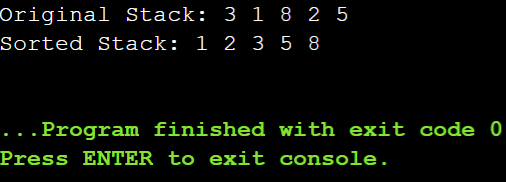 Original Stack: 3 1 8 2 5
Sorted Stack: 1 2 3 5 8
...Program finished with exit code 0
Press ENTER to exit console.